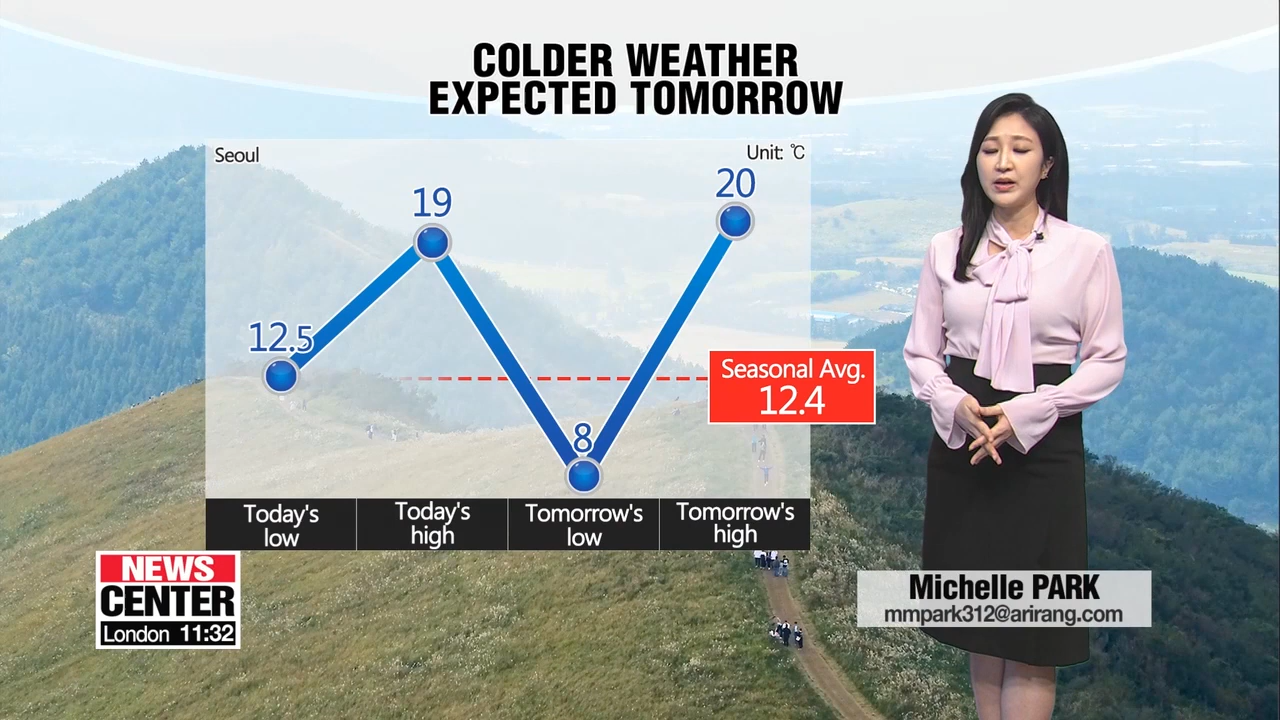 COLDER WEATHER
EXPECTED TOMORROW
Seoul
Unit: ℃
12.5
19
8
20
Seasonal Avg.
12.4
Today's
low
Today's
high
Tomorrow's
low
Tomorrow's
high
NEWS
CENTER
London 11:32
Michelle PARK
mmpark312@arirang.com